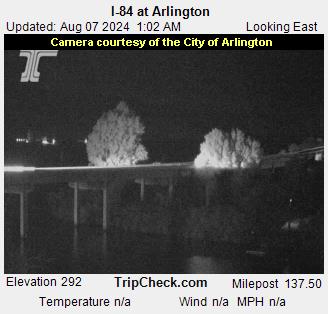 I-84 at Arlington
Updated: Aug 07 2024 1:02 AM Looking East
Camera courtesy of the City of Arlington
Elevation 292 TripCheck.com Milepost 137.50
Temperature n/a Wind n/a MPH n/a